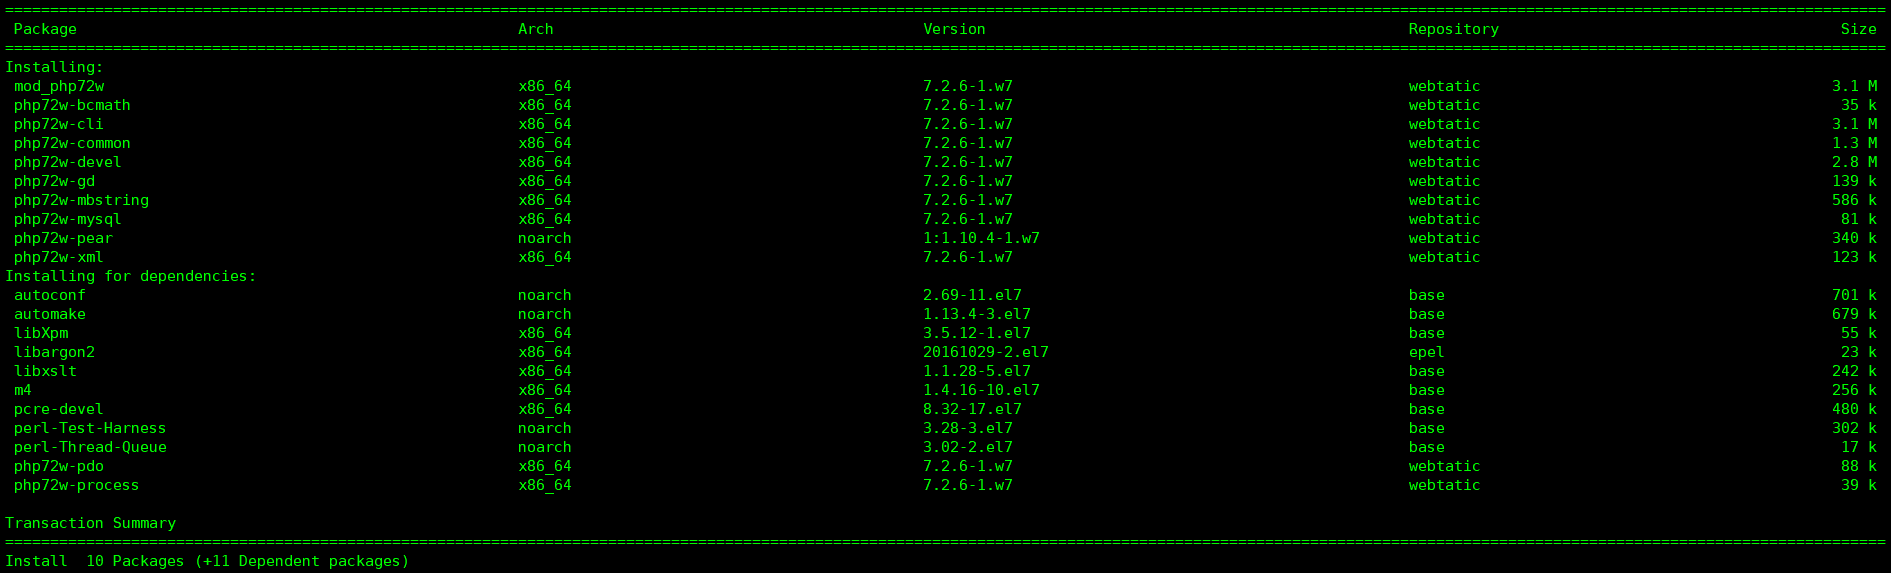 ================================================================================
Package Arch Version Repository Size
================================================================================
Installing:
mod_php72w x86_64 7.2.6-1.w7 webtatic 3.1 M
php72w-bcmath x86_64 7.2.6-1.w7 webtatic 35 k
php72w-cli x86_64 7.2.6-1.w7 webtatic 3.1 M
php72w-common x86_64 7.2.6-1.w7 webtatic 1.3 M
php72w-devel x86_64 7.2.6-1.w7 webtatic 2.8 M
php72w-gd x86_64 7.2.6-1.w7 webtatic 139 k
php72w-mbstring x86_64 7.2.6-1.w7 webtatic 586 k
php72w-mysql x86_64 7.2.6-1.w7 webtatic 81 k
php72w-pear noarch 1:1.10.4-1.w7 webtatic 340 k
php72w-xml x86_64 7.2.6-1.w7 webtatic 123 k
Installing for dependencies:
autoconf noarch 2.69-11.el7 base 701 k
automake noarch 1.13.4-3.el7 base 679 k
libXpm x86_64 3.5.12-1.el7 base 55 k
libargon2 x86_64 20161029-2.el7 epel 23 k
libxslt x86_64 1.1.28-5.el7 base 242 k
m4 x86_64 1.4.16-10.el7 base 256 k
pcre-devel x86_64 8.32-17.el7 base 480 k
perl-Test-Harness noarch 3.28-3.el7 base 302 k
perl-Thread-Queue noarch 3.02-2.el7 base 17 k
php72w-pdo x86_64 7.2.6-1.w7 webtatic 88 k
php72w-process x86_64 7.2.6-1.w7 webtatic 39 k
Transaction Summary
================================================================================
Install  10 Packages (+11 Dependent packages)